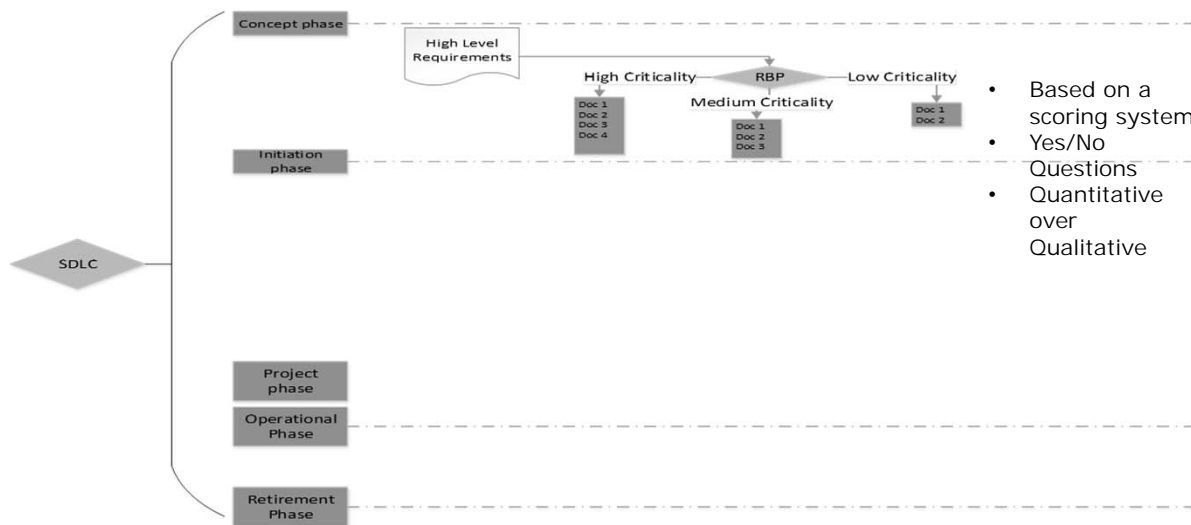 Concept phase
High Level
Requirements
RBP
High Criticality
Low Criticality
Medium Criticality
Doc 1
Doc 2
Doc 3
Doc 4
Doc 1
Doc 2
Doc 3
Doc 1
Doc 2
• Based on a
scoring system
• Yes/No
Questions
• Quantitative
over
Qualitative
Initiation
phase
SDLC
Project
phase
Operational
Phase
Retirement
Phase